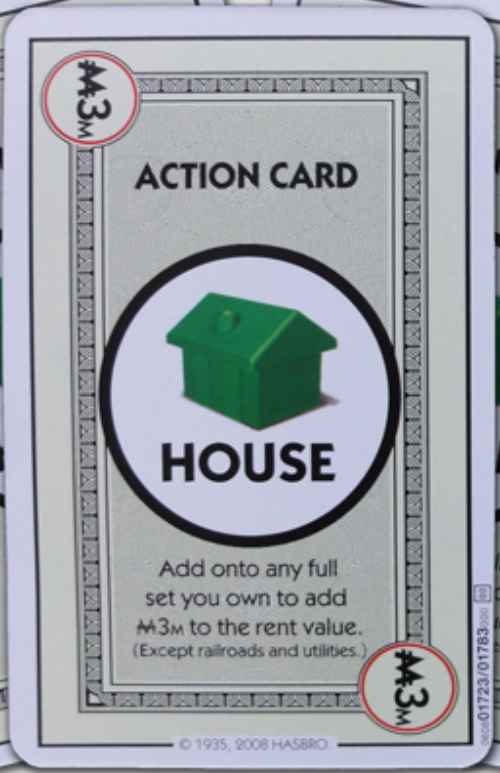 ₩3M
ACTION CARD
HOUSE
Add onto any full
set you own to add
₩3M to the rent value.
(Except railroads and utilities.)
₩3M
© 1935, 2008 HASBRO
01723/01783